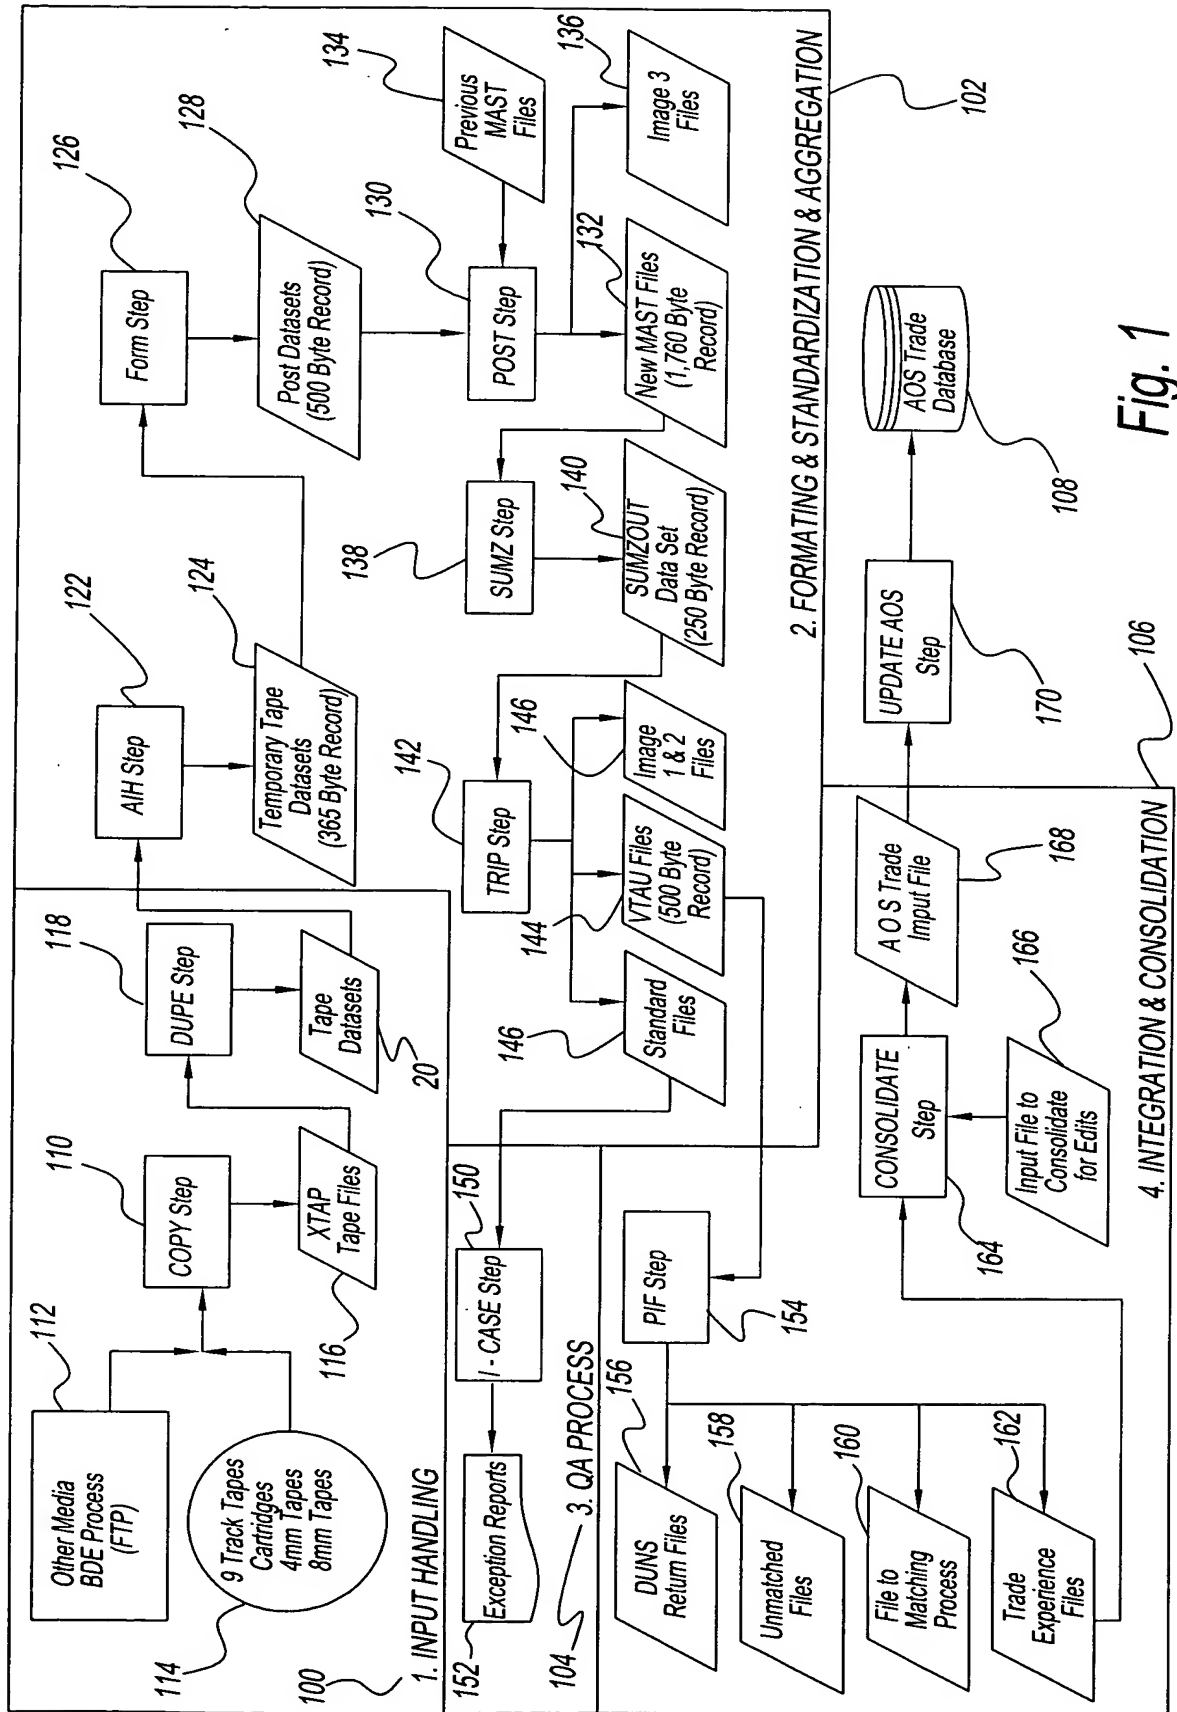 112
Other Media
BDE Process
(FTP)
114
9 Track Tapes
Cartridges
4mm Tapes
8mm Tapes
110
COPY Step
116
XTAP
Tape Files
118
DUPE Step
Tape
Datasets
20
100
1. INPUT HANDLING
122
AIH Step
124
Temporary Tape
Datasets
(365 Byte Record)
126
Form Step
128
Post Datasets
(500 Byte Record)
130
POST Step
134
Previous
MAST
Files
136
Image 3
Files
132
New MAST Files
(1,760 Byte
Record)
138
SUMZ Step
140
SUMZOUT
Data Set
(250 Byte Record)
142
TRIP Step
146
Image
1 & 2
Files
144
VTAU Files
(500 Byte
Record)
146
Standard
Files
2. FORMATING & STANDARDIZATION & AGGREGATION
102
150
I - CASE Step
152
Exception Reports
104
3. QA PROCESS
PIF Step
154
156
DUNS
Return Files
158
Unmatched
Files
160
File to
Matching
Process
162
Trade
Experience
Files
CONSOLIDATE
Step
164
Input File to
Consolidate
for Edits
166
A O S Trade
Imput File
168
4. INTEGRATION & CONSOLIDATION
106
UPDATE AOS
Step
170
AOS Trade
Database
108
Fig. 1